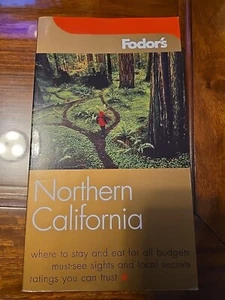 Fodor's
Northern
California
where to stay and eat for all budgets
must-see sights and local secrets
ratings you can trust